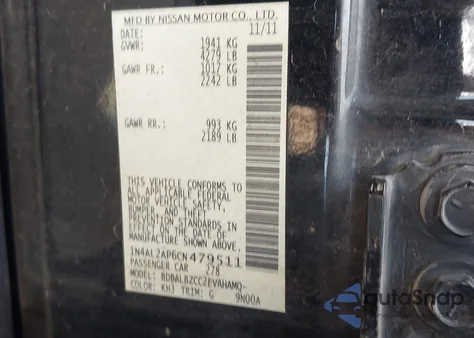 MFD BY NISSAN MOTOR CO., LTD.
DATE: 11/11
GVWR: 1941 KG
4279 LB
GAWR FR.: 1017 KG
2242 LB
GAWR RR.: 993 KG
2189 LB
THIS VEHICLE CONFORMS TO
ALL APPLICABLE FEDERAL
MOTOR VEHICLE SAFETY,
BUMPER, AND THEFT
PREVENTION STANDARDS
IN EFFECT ON THE DATE OF
MANUFACTURE SHOWN ABOVE.
1N4AL2AP6CN479511
PASSENGER CAR 278
MODEL: BDBALBZCC2EVAHAMQ-
COLOR: KH3 TRIM: G 9N00A
autoSnap